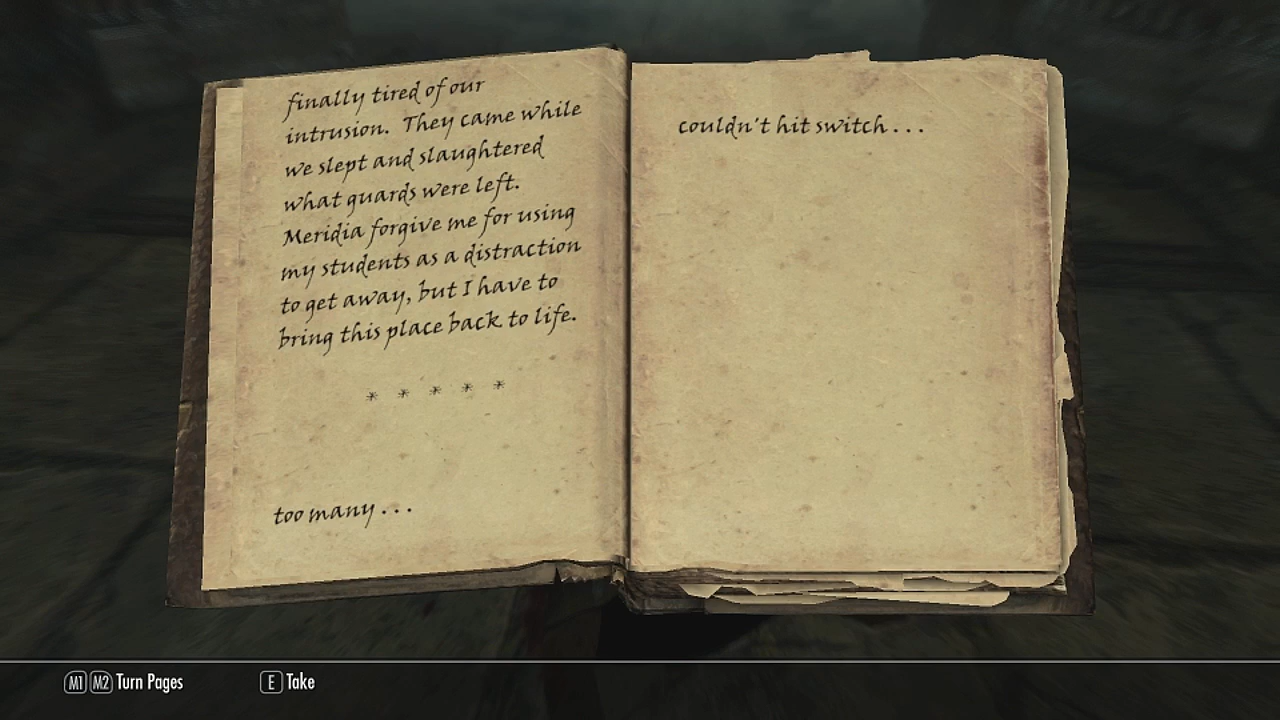 finally tired of our
intrusion. They came while
we slept and slaughtered
what guards were left.
Meridia forgive me for using
my students as a distraction
to get away, but I have to
bring this place back to life.
* * * * *
too many . . .
couldn't hit switch . . .
M1 M2 Turn Pages
E Take